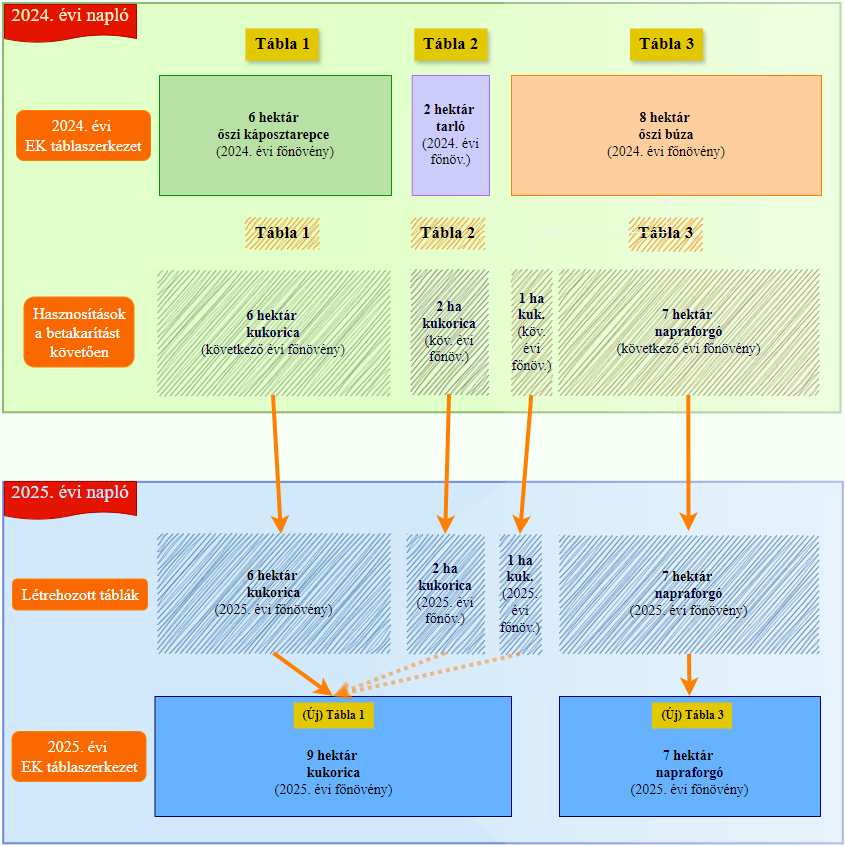 2024. évi napló
Tábla 1
Tábla 2
Tábla 3
2024. évi
EK táblaszerkezet
6 hektár
őszi káposztarepce
(2024. évi főnövény)
2 hektár
tarló
(2024. évi
főnöv.)
8 hektár
őszi búza
(2024. évi főnövény)
Tábla 1
Tábla 2
Tábla 3
Hasznosítások
a betakarítást
követően
6 hektár
kukorica
(következő évi főnövény)
2 ha
kukorica
(köv. évi
főnöv.)
1 ha
kuk.
(köv.
évi
főnöv.)
7 hektár
napraforgó
(következő évi főnövény)
2025. évi napló
Létrehozott táblák
6 hektár
kukorica
(2025. évi főnövény)
2 ha
kukorica
(2025. évi
főnöv.)
1 ha
kuk.
(2025.
évi
főnöv.)
7 hektár
napraforgó
(2025. évi főnövény)
2025. évi
EK táblaszerkezet
(Új) Tábla 1
9 hektár
kukorica
(2025. évi főnövény)
(Új) Tábla 3
7 hektár
napraforgó
(2025. évi főnövény)